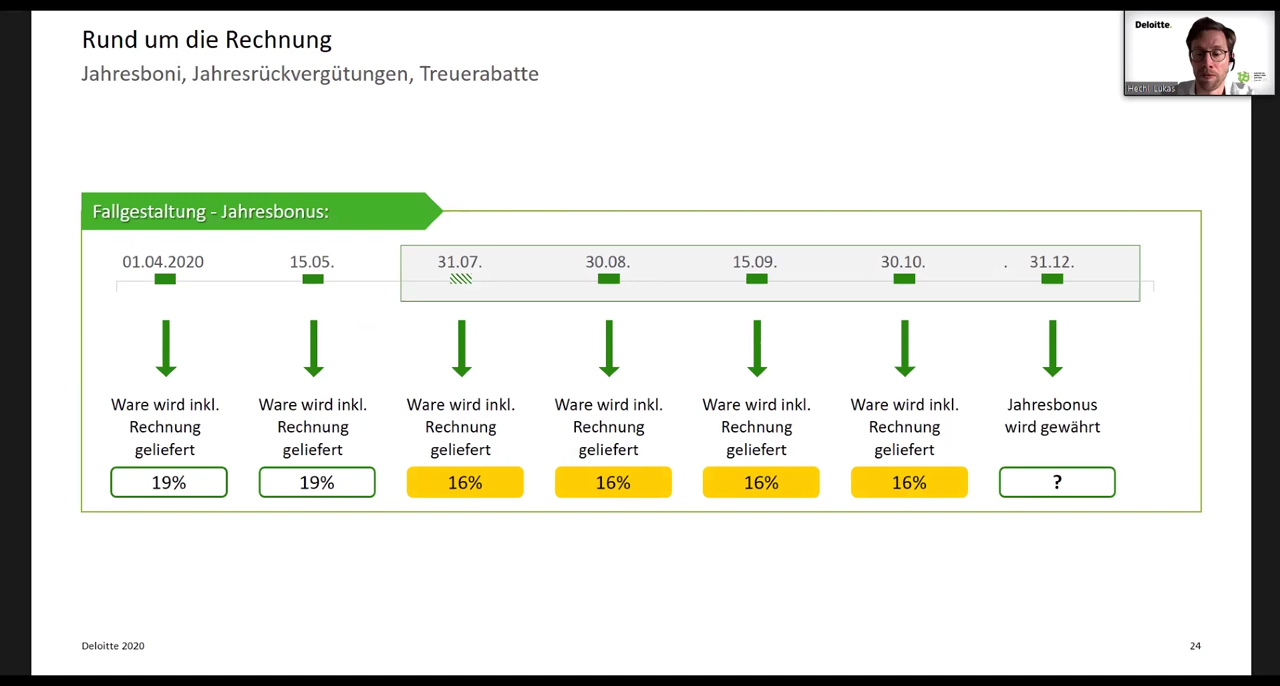 Rund um die Rechnung
Jahresboni, Jahresrückvergütungen, Treuerabatte
Deloitte.
Hechl Lukas
Fallgestaltung - Jahresbonus:
01.04.2020 15.05. 31.07. 30.08. 15.09. 30.10. . 31.12.
Ware wird inkl. Ware wird inkl. Ware wird inkl. Ware wird inkl. Ware wird inkl. Ware wird inkl. Jahresbonus
Rechnung Rechnung Rechnung Rechnung Rechnung Rechnung wird gewährt
geliefert geliefert geliefert geliefert geliefert geliefert
19% 19% 16% 16% 16% 16% ?
Deloitte 2020
24